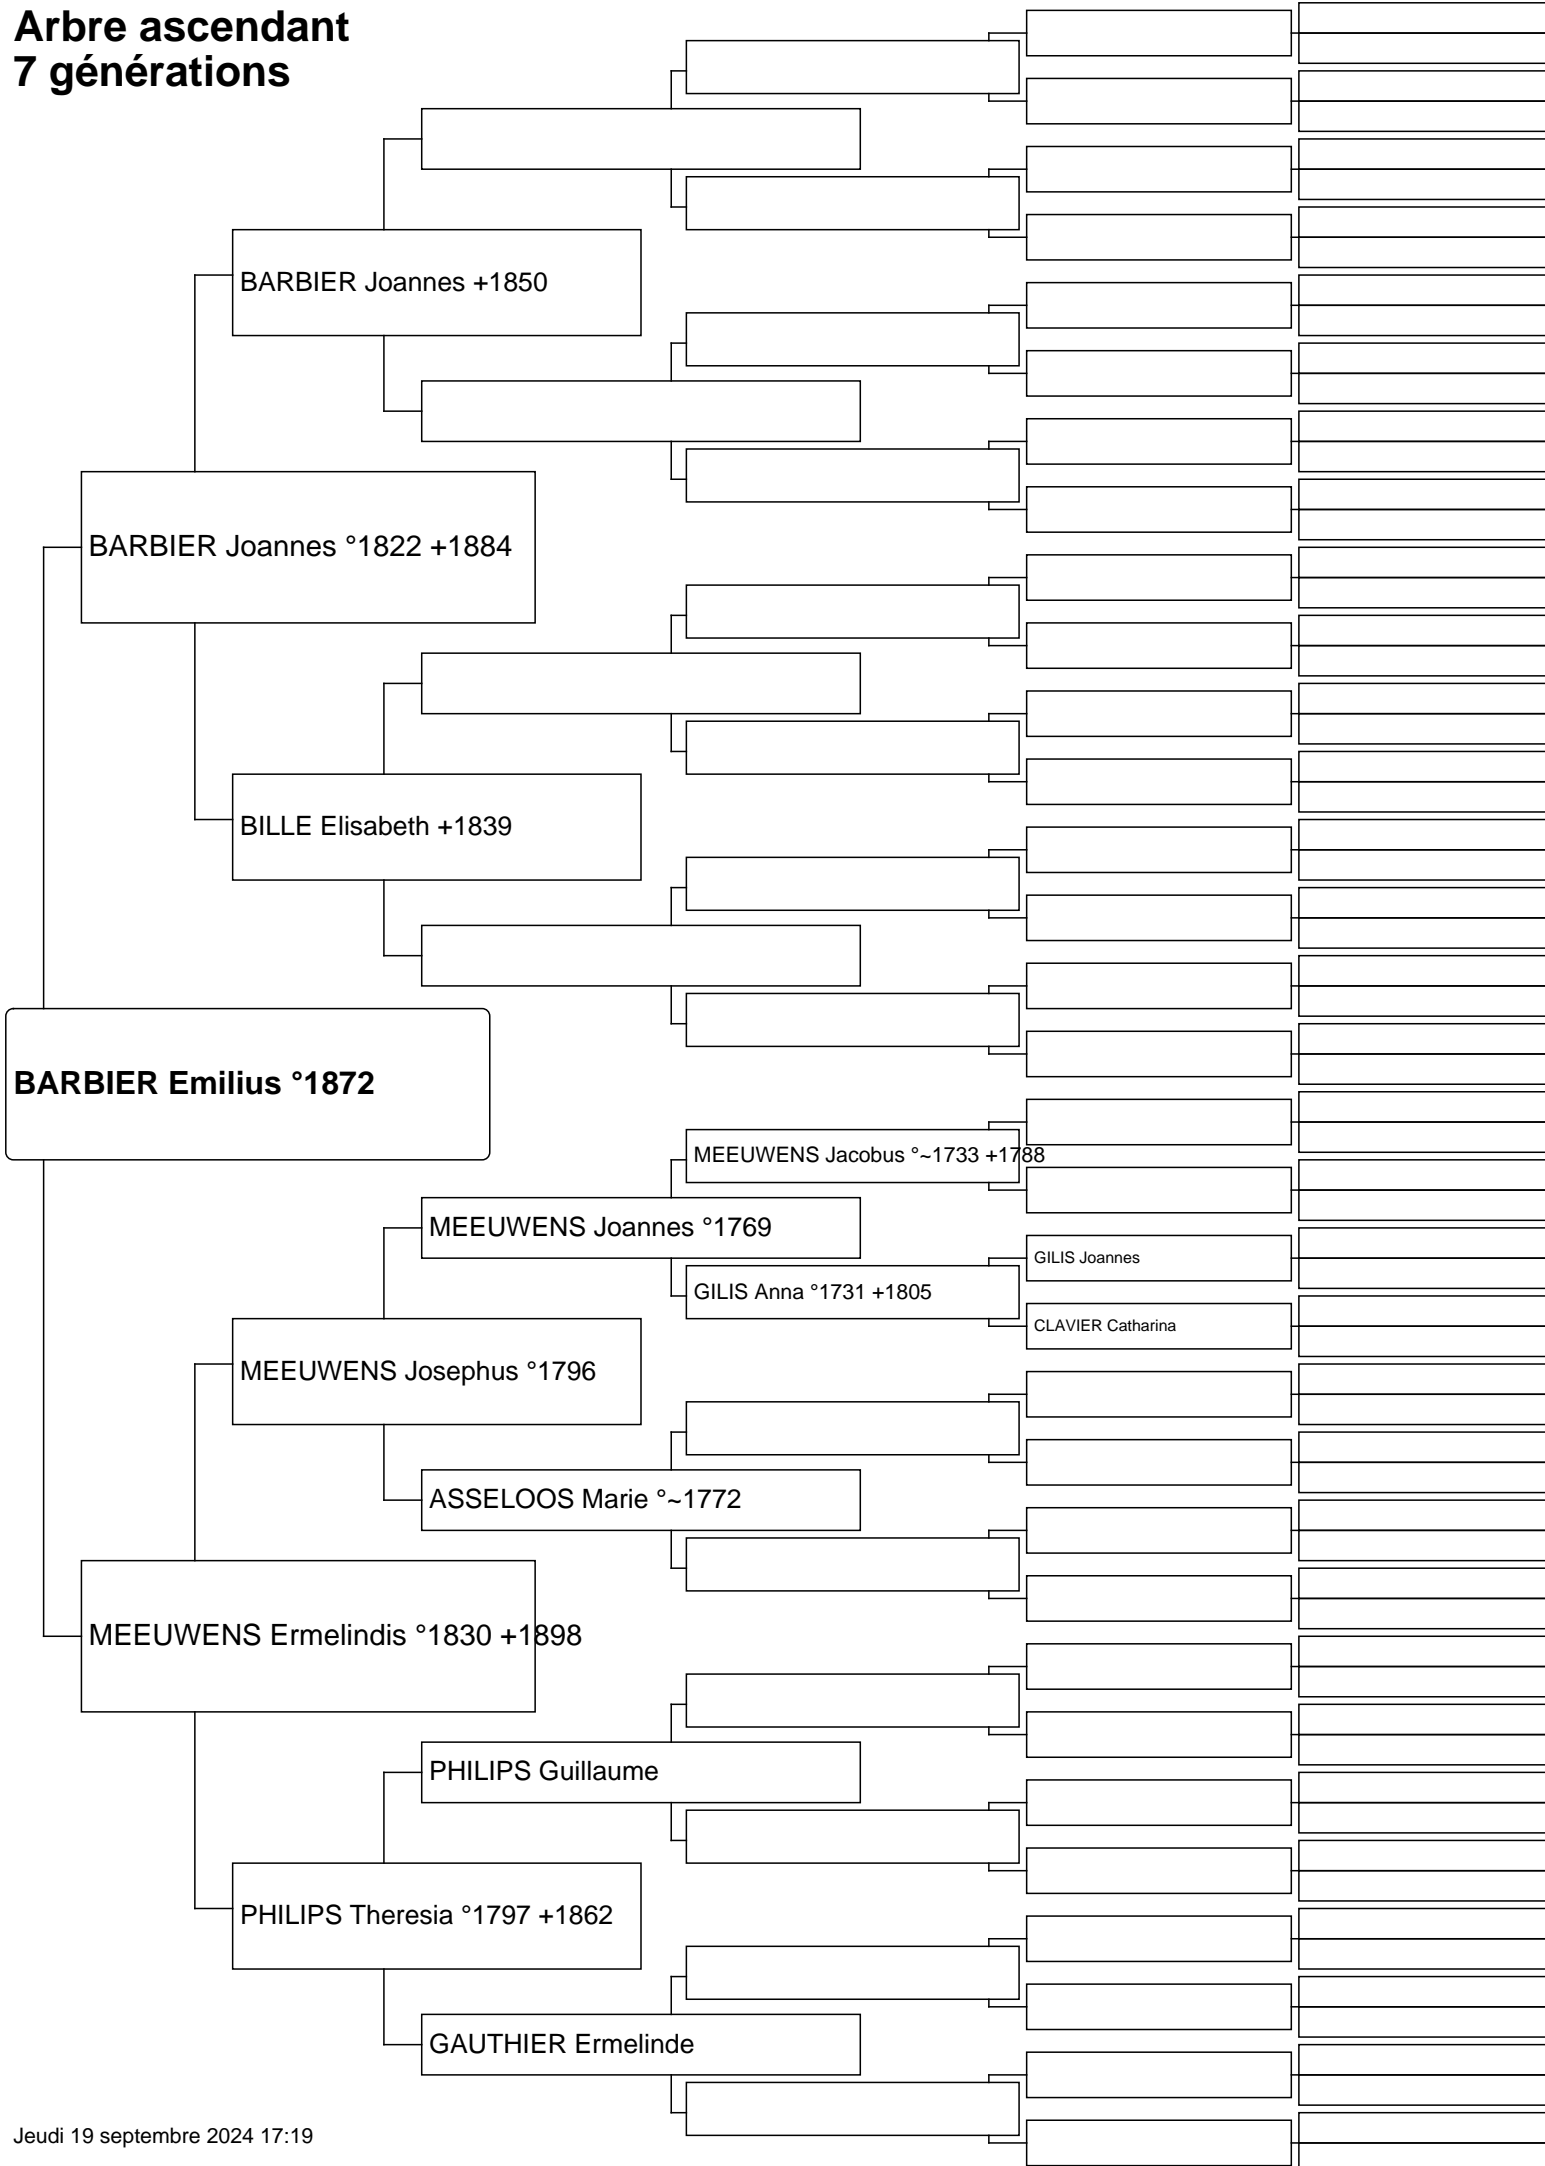 Arbre ascendant
7 générations
BARBIER Joannes +1850
BARBIER Joannes °1822 +1884
BILLE Elisabeth +1839
BARBIER Emilius °1872
MEEUWENS Jacobus °~1733 +1788
MEEUWENS Joannes °1769
GILIS Joannes
GILIS Anna °1731 +1805
CLAVIER Catharina
MEEUWENS Josephus °1796
ASSELOOS Marie °~1772
MEEUWENS Ermelindis °1830 +1898
PHILIPS Guillaume
PHILIPS Theresia °1797 +1862
GAUTHIER Ermelinde
Jeudi 19 septembre 2024 17:19